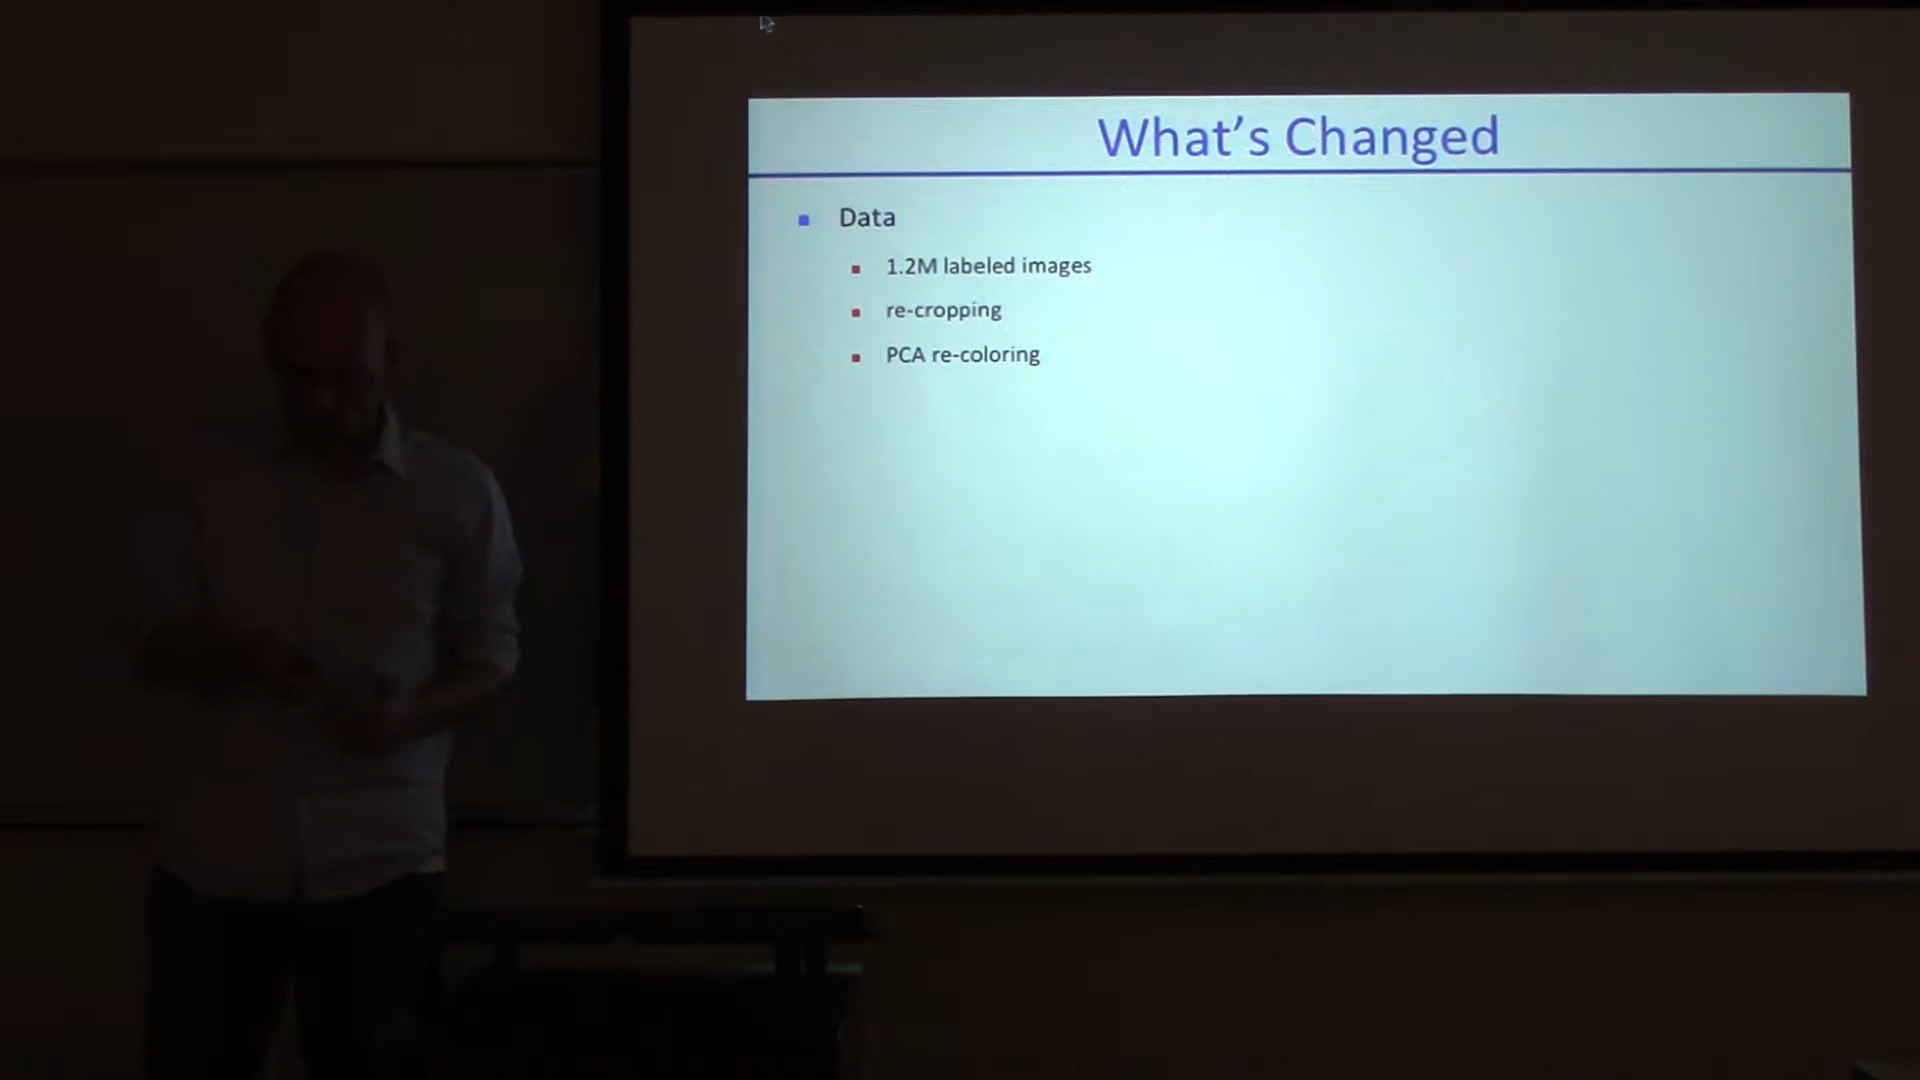 What's Changed
Data
1.2M labeled images
re-cropping
PCA re-coloring